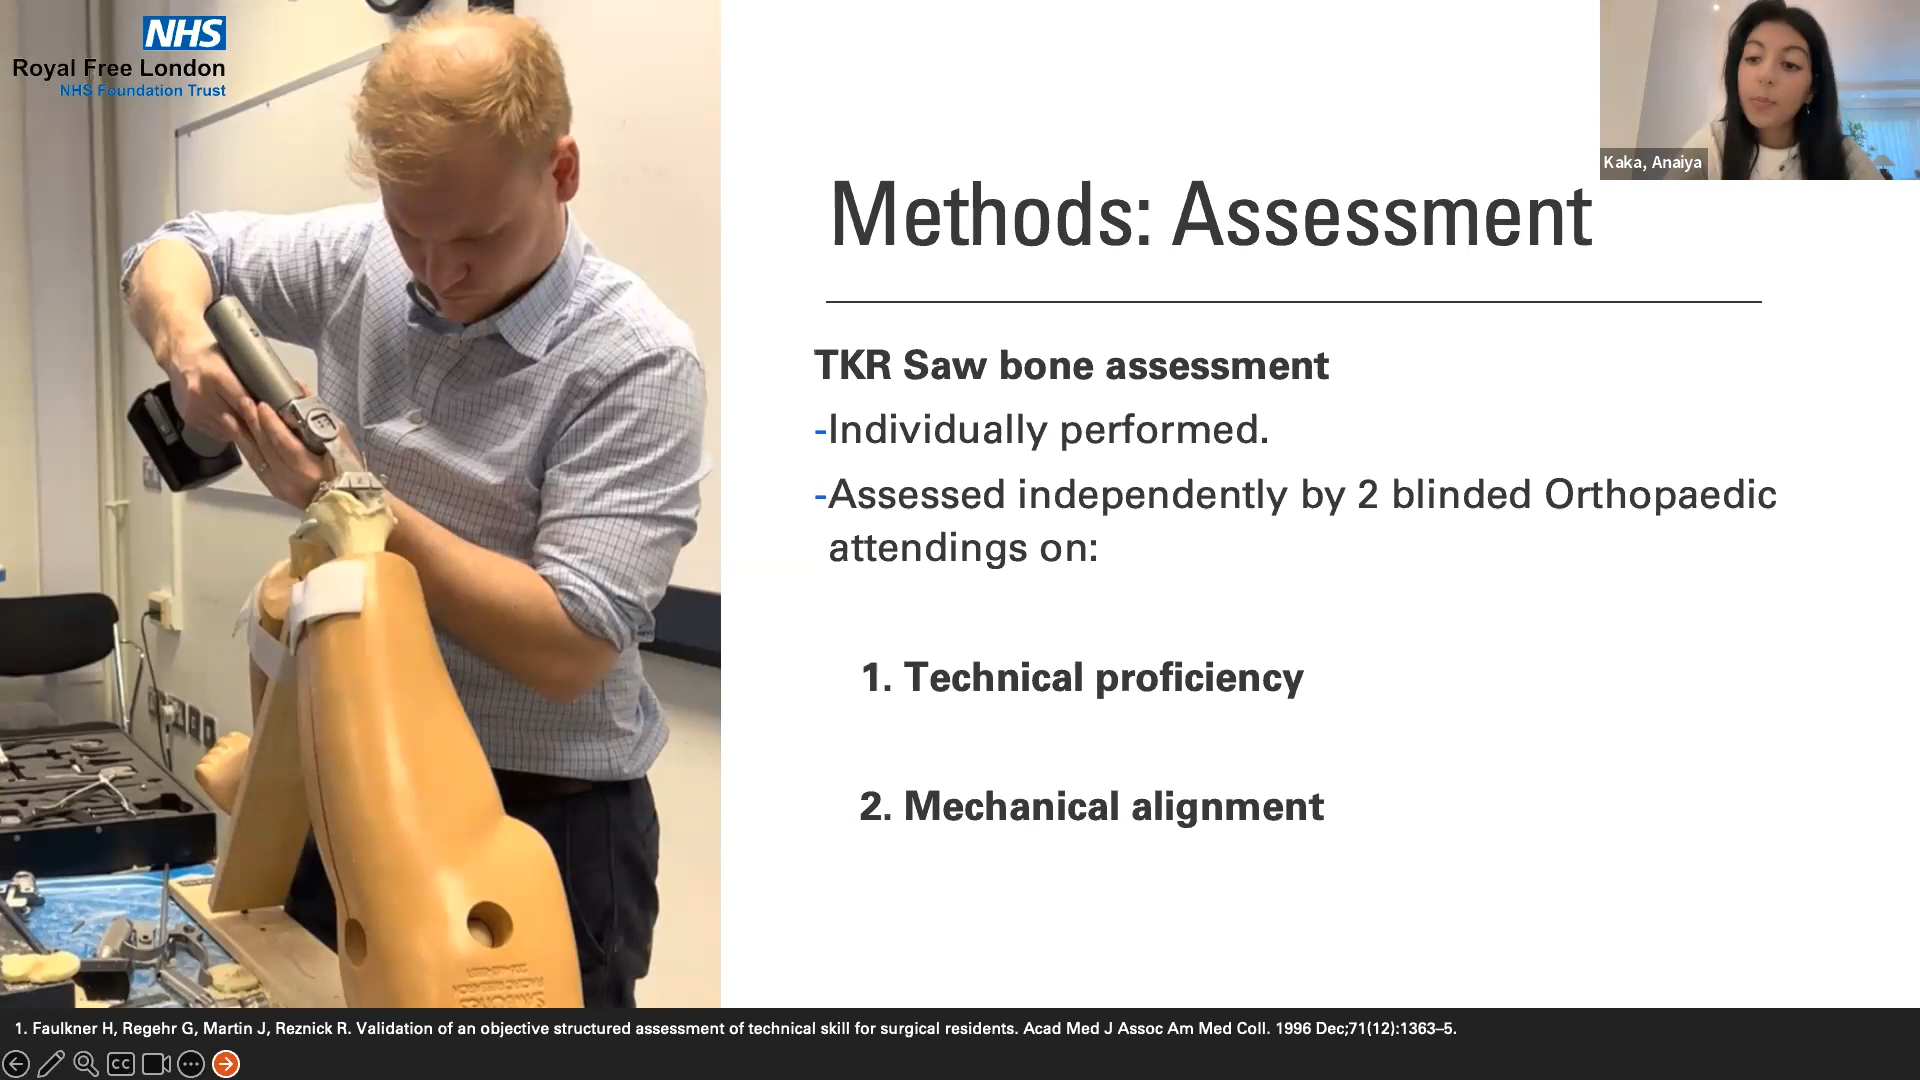 NHS
Royal Free London
NHS Foundation Trust
Kaka, Anaiya
Methods: Assessment
TKR Saw bone assessment
-Individually performed.
-Assessed independently by 2 blinded Orthopaedic
attendings on:
1. Technical proficiency
2. Mechanical alignment
1. Faulkner H, Regehr G, Martin J, Reznick R. Validation of an objective structured assessment of technical skill for surgical residents. Acad Med J Assoc Am Med Coll. 1996 Dec;71(12):1363–5.
CC